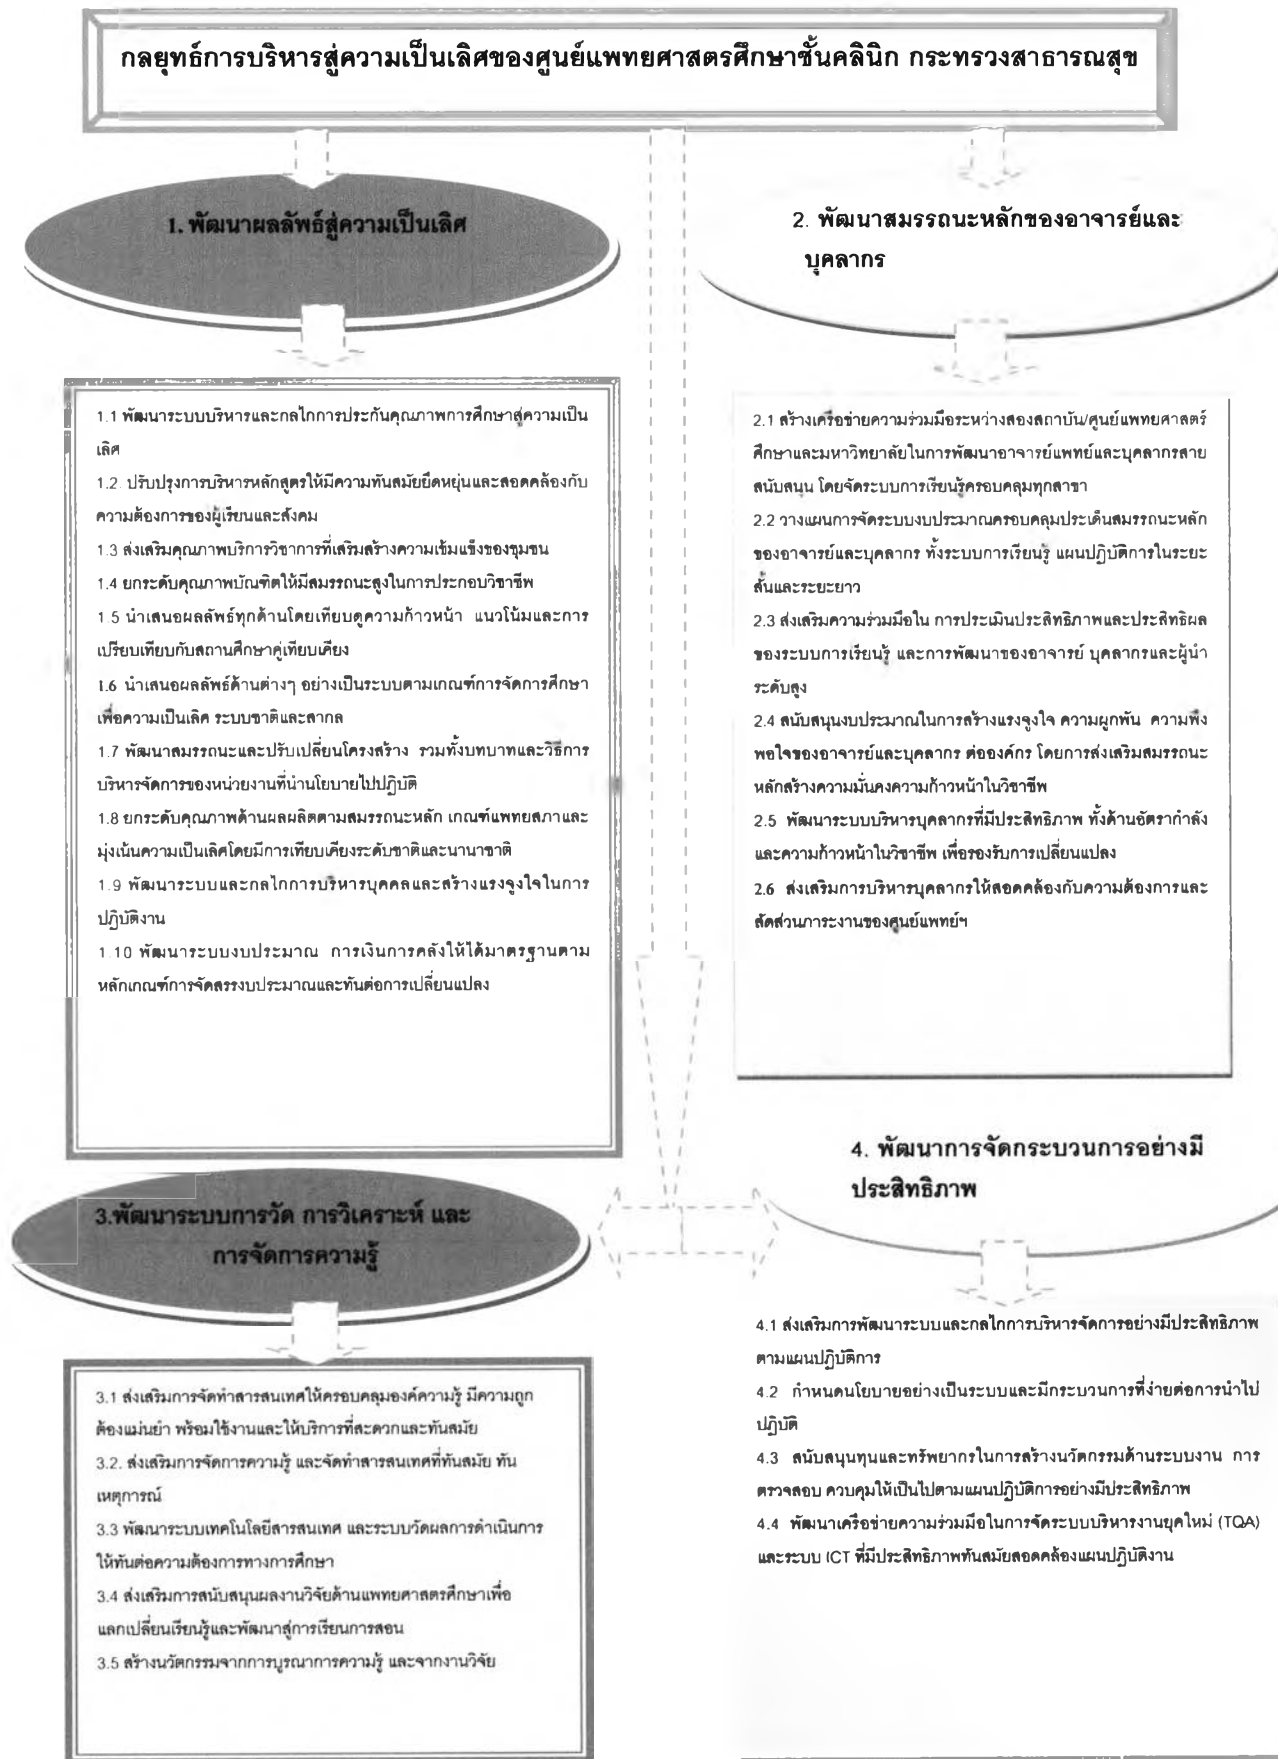 กลยุทธ์การบริหารสู่ความเป็นเลิศของศูนย์แพทยศาสตรศึกษาชั้นคลินิก กระทรวงสาธารณสุข
1. พัฒนาผลลัพธ์สู่ความเป็นเลิศ
2. พัฒนาสมรรถนะหลักของอาจารย์และ
บุคลากร
1.1 พัฒนาระบบบริหารและกลไกการประกันคุณภาพการศึกษาสู่ความเป็น
เลิศ
1.2. ปรับปรุงการบริหารหลักสูตรให้มีความทันสมัยยืดหยุ่นและสอดคล้องกับ
ความต้องการของผู้เรียนและสังคม
1.3 ส่งเสริมคุณภาพบริการวิชาการที่เสริมสร้างความเข้มแข็งของชุมชน
1.4 ยกระดับคุณภาพบัณฑิตให้มีสมรรถนะสูงในการประกอบวิชาชีพ
1.5 นำเสนอผลลัพธ์ทุกด้านโดยเทียบดูความก้าวหน้า แนวโน้มและการ
เปรียบเทียบกับสถานศึกษาคู่เทียบเคียง
1.6 นำเสนอผลลัพธ์ด้านต่างๆ อย่างเป็นระบบตามเกณฑ์การจัดการศึกษา
เพื่อความเป็นเลิศ ระบบชาติและสากล
1.7 พัฒนาสมรรถนะและปรับเปลี่ยนโครงสร้าง รวมทั้งบทบาทและวิธีการ
บริหารจัดการของหน่วยงานที่นำนโยบายไปปฏิบัติ
1.8 ยกระดับคุณภาพด้านผลผลิตตามสมรรถนะหลัก เกณฑ์แพทยสภาและ
มุ่งเน้นความเป็นเลิศโดยมีการเทียบเคียงระดับชาติและนานาชาติ
1.9 พัฒนาระบบและกลไกการบริหารบุคคลและสร้างแรงจูงใจในการ
ปฏิบัติงาน
1.10 พัฒนาระบบงบประมาณ การเงินการคลังให้ได้มาตรฐานตาม
หลักเกณฑ์การจัดสรรงบประมาณและทันต่อการเปลี่ยนแปลง
2.1 สร้างเครือข่ายความร่วมมือระหว่างสองสถาบัน/ศูนย์แพทยศาสตร์
ศึกษาและมหาวิทยาลัยในการพัฒนาอาจารย์แพทย์และบุคลากรสาย
สนับสนุน โดยจัดระบบการเรียนรู้ครอบคลุมทุกสาขา
2.2 วางแผนการจัดระบบงบประมาณครอบคลุมประเด็นสมรรถนะหลัก
ของอาจารย์และบุคลากร ทั้งระบบการเรียนรู้ แผนปฏิบัติการในระยะ
สั้นและระยะยาว
2.3 ส่งเสริมความร่วมมือใน การประเมินประสิทธิภาพและประสิทธิผล
ของระบบการเรียนรู้ และการพัฒนาของอาจารย์ บุคลากรและผู้นำ
ระดับสูง
2.4 สนับสนุนงบประมาณในการสร้างแรงจูงใจ ความผูกพัน ความพึง
พอใจของอาจารย์และบุคลากร ต่อองค์กร โดยการส่งเสริมสมรรถนะ
หลักสร้างความมั่นคงความก้าวหน้าในวิชาชีพ
2.5 พัฒนาระบบบริหารบุคลากรที่มีประสิทธิภาพ ทั้งด้านอัตรากำลัง
และความก้าวหน้าในวิชาชีพ เพื่อรองรับการเปลี่ยนแปลง
2.6 ส่งเสริมการบริหารบุคลากรให้สอดคล้องกับความต้องการและ
สัดส่วนภาระงานของศูนย์แพทย์ฯ
3.พัฒนาระบบการวัด การวิเคราะห์ และ
การจัดการความรู้
4. พัฒนาการจัดกระบวนการอย่างมี
ประสิทธิภาพ
3.1 ส่งเสริมการจัดทำสารสนเทศให้ครอบคลุมองค์ความรู้ มีความถูก
ต้องแม่นยำ พร้อมใช้งานและให้บริการที่สะดวกและทันสมัย
3.2. ส่งเสริมการจัดการความรู้ และจัดทำสารสนเทศที่ทันสมัย ทัน
เหตุการณ์
3.3 พัฒนาระบบเทคโนโลยีสารสนเทศ และระบบวัดผลการดำเนินการ
ให้ทันต่อความต้องการทางการศึกษา
3.4 ส่งเสริมการสนับสนุนผลงานวิจัยด้านแพทยศาสตรศึกษาเพื่อ
แลกเปลี่ยนเรียนรู้และพัฒนาสู่การเรียนการสอน
3.5 สร้างนวัตกรรมจากการบูรณาการความรู้ และจากงานวิจัย
4.1 ส่งเสริมการพัฒนาระบบและกลไกการบริหารจัดการอย่างมีประสิทธิภาพ
ตามแผนปฏิบัติการ
4.2 กำหนดนโยบายอย่างเป็นระบบและมีกระบวนการที่ง่ายต่อการนำไป
ปฏิบัติ
4.3 สนับสนุนทุนและทรัพยากรในการสร้างนวัตกรรมด้านระบบงาน การ
ตรวจสอบ ควบคุมให้เป็นไปตามแผนปฏิบัติการอย่างมีประสิทธิภาพ
4.4 พัฒนาเครือข่ายความร่วมมือในการจัดระบบบริหารงานยุคใหม่ (TQA)
และระบบ ICT ที่มีประสิทธิภาพทันสมัยสอดคล้องแผนปฏิบัติงาน